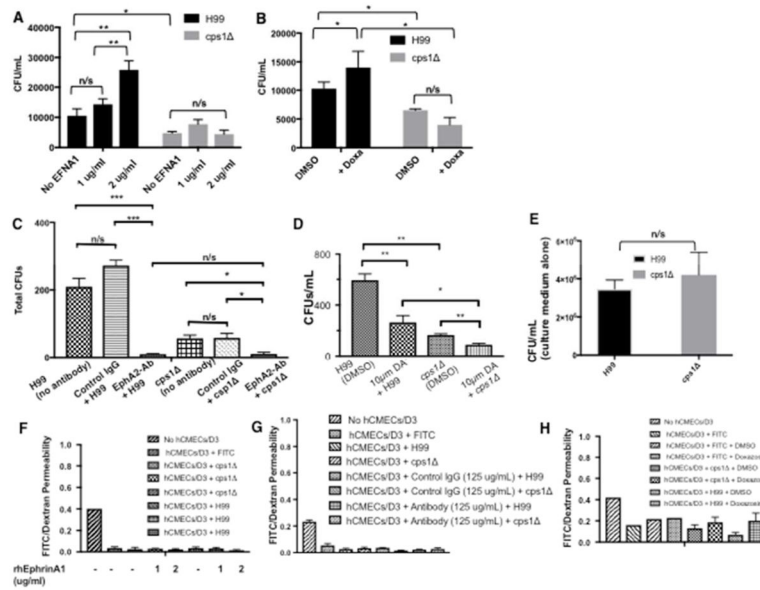 A
H99
cps1Δ
CFU/mL
40000
30000
20000
10000
0
*
**
**
n/s
n/s
No EFNA1
1 ug/ml
2 ug/ml
No EFNA1
1 ug/ml
2 ug/ml
B
H99
cps1Δ
CFU/mL
20000
15000
10000
5000
0
*
*
*
n/s
DMSO
+ Doxa
DMSO
+ Doxa
C
Total CFUs
400
200
0
***
***
n/s
n/s
*
*
n/s
H99
(no antibody)
Control IgG
+ H99
EphA2-Ab
+ H99
cps1Δ
(no antibody)
Control IgG
+ csp1Δ
EphA2-Ab
+ cps1Δ
D
CFUs/mL
800
600
400
200
0
**
**
*
**
H99
(DMSO)
10μm DA
+ H99
cps1Δ
(DMSO)
10μm DA
+ cps1Δ
E
n/s
H99
cps1Δ
CFU/mL
(culture medium alone)
0
H99
cps1Δ
F
FITC/Dextran Permeability
1.0
0.8
0.6
0.4
0.2
0.0
No hCMECs/D3
hCMECs/D3 + FITC
hCMECs/D3 + cps1Δ
hCMECs/D3 + cps1Δ
hCMECs/D3 + cps1Δ
hCMECs/D3 + H99
hCMECs/D3 + H99
hCMECs/D3 + H99
rhEphrinA1 - - - 1 2 - 1 2
(ug/ml)
G
FITC/Dextran Permeability
1.0
0.8
0.6
0.4
0.2
0.0
No hCMECs/D3
hCMECs/D3 + FITC
hCMECs/D3 + H99
hCMECs/D3 + cps1Δ
hCMECs/D3 + Control IgG (125 ug/mL) + H99
hCMECs/D3 + Control IgG (125 ug/mL) + cps1Δ
hCMECs/D3 + Antibody (125 ug/mL) + H99
hCMECs/D3 + Antibody (125 ug/mL) + cps1Δ
H
FITC/Dextran Permeability
1.0
0.8
0.6
0.4
0.2
0.0
No hCMECs/D3
hCMECs/D3 + FITC
hCMECs/D3 + FITC + DMSO
hCMECs/D3 + FITC +
hCMECs/D3 + cps1Δ + DMSO
hCMECs/D3 + cps1Δ +
hCMECs/D3 + H99 + DMSO
hCMECs/D3 + H99 +